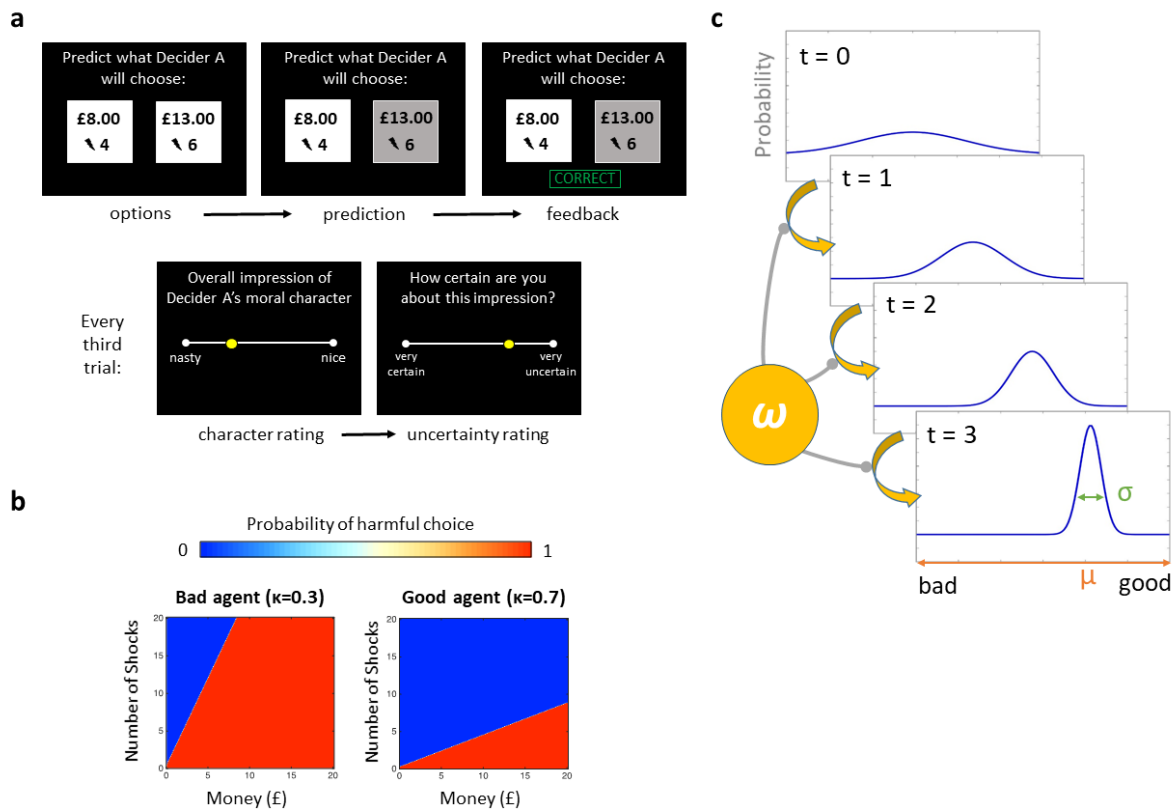 a
Predict what Decider A
will choose:
£8.00
4
£13.00
6
Predict what Decider A
will choose:
£8.00
4
£13.00
6
Predict what Decider A
will choose:
£8.00
4
£13.00
6
CORRECT
options
prediction
feedback
Every
third
trial:
Overall impression of
Decider A's moral character
nasty
nice
How certain are you
about this impression?
very
certain
very
uncertain
character rating
uncertainty rating
b
Probability of harmful choice
0
1
Bad agent (κ=0.3)
Number of Shocks
20
15
10
5
0
0 5 10 15 20
Money (£)
Good agent (κ=0.7)
Number of Shocks
20
15
10
5
0
0 5 10 15 20
Money (£)
c
Probability
t = 0
t = 1
t = 2
t = 3
ω
σ
bad
μ
good